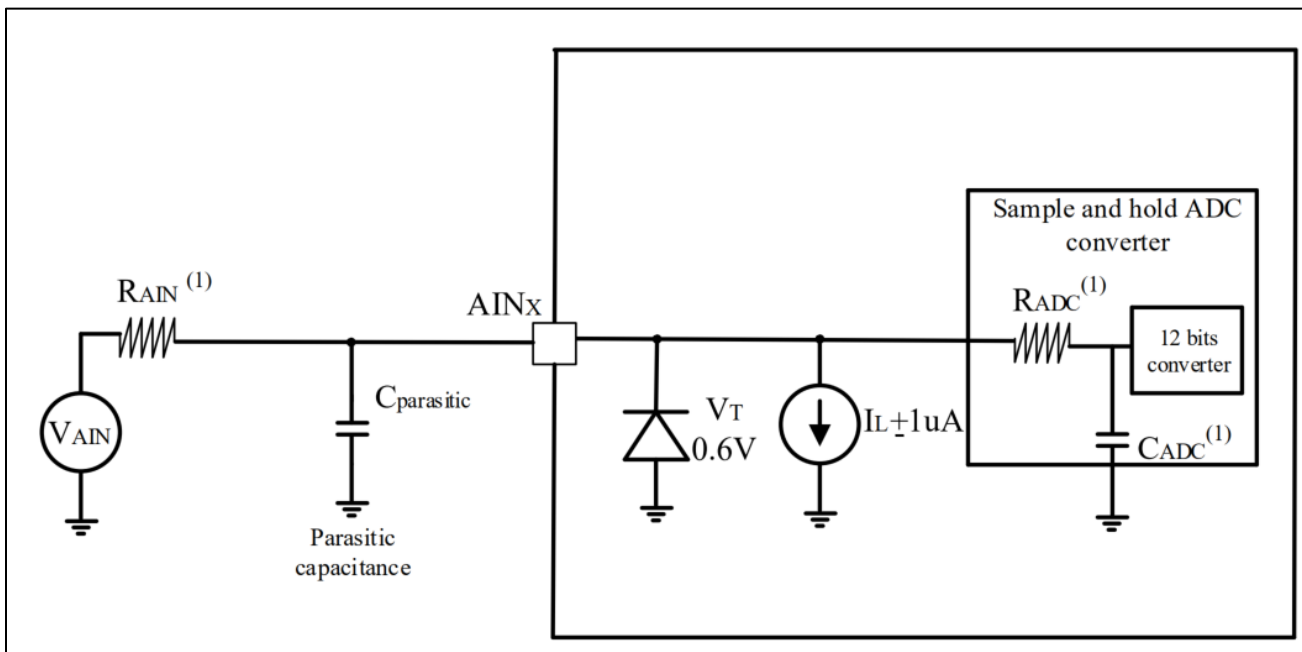 Sample and hold ADC
converter
RAIN (1)
AINX
RADC(1)
12 bits
converter
VAIN
Cparasitic
VT
0.6V
IL±1uA
CADC(1)
Parasitic
capacitance